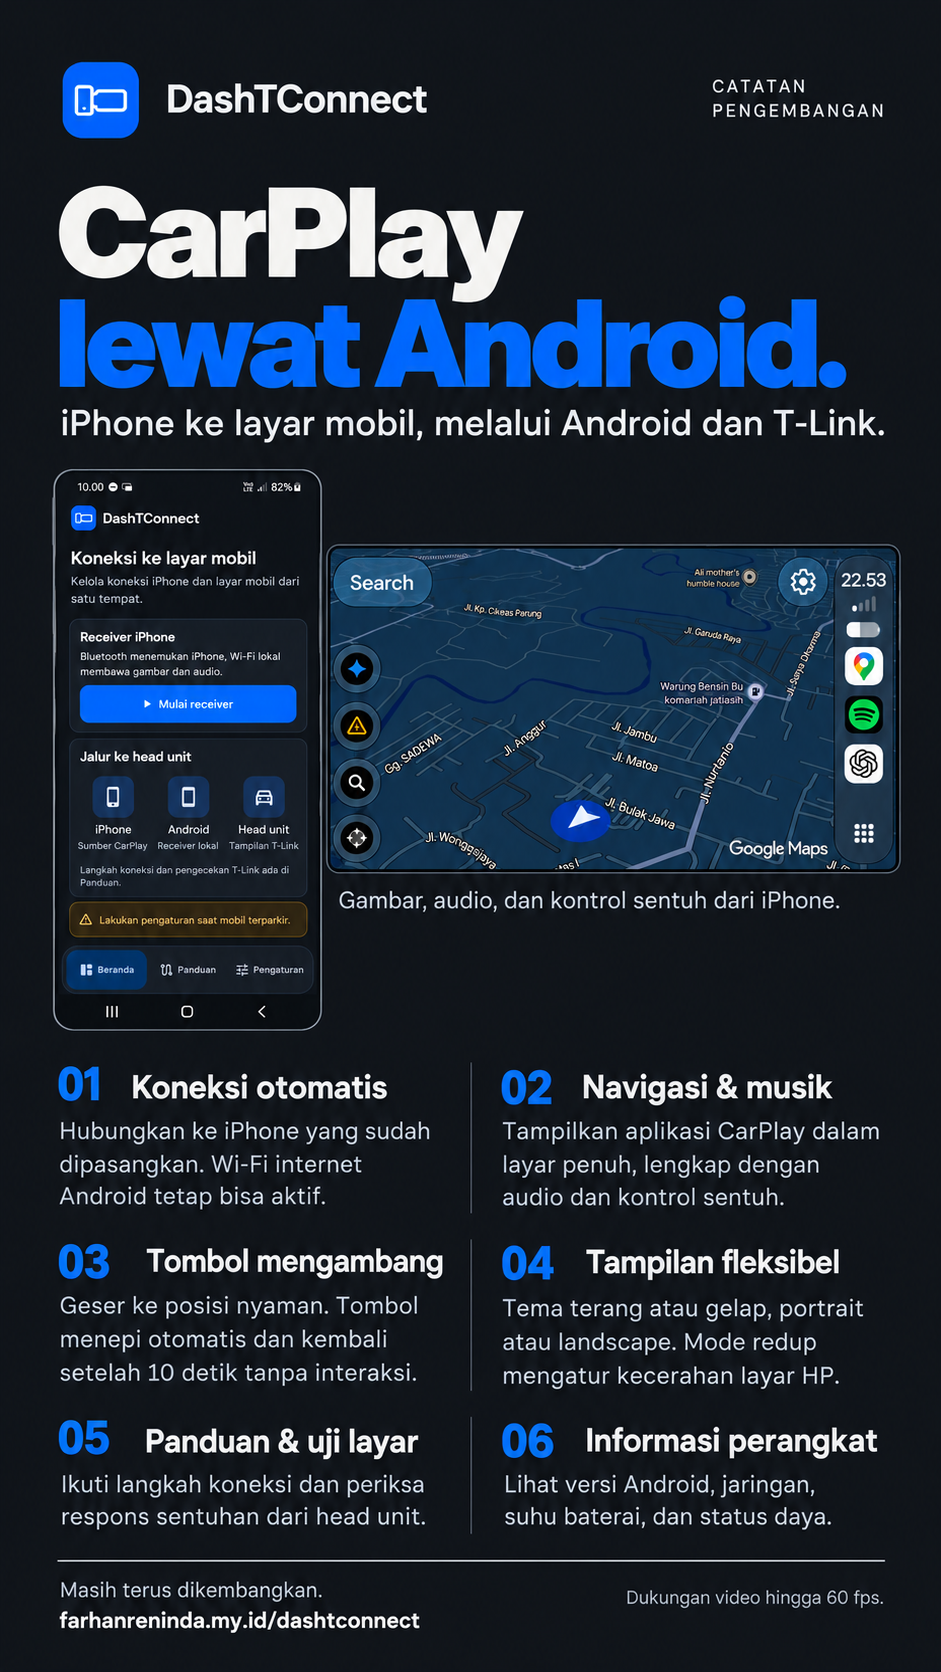 DashTConnect
CATATAN
PENGEMBANGAN
CarPlay
lewat Android.
iPhone ke layar mobil, melalui Android dan T-Link.
10.00
82%
DashTConnect
Koneksi ke layar mobil
Kelola koneksi iPhone dan layar mobil dari
satu tempat.
Receiver iPhone
Bluetooth menemukan iPhone, Wi-Fi lokal
membawa gambar dan audio.
Mulai receiver
Jalur ke head unit
iPhone
Sumber CarPlay
Android
Receiver lokal
Head unit
Tampilan T-Link
Langkah koneksi dan pengecekan T-Link ada di
Panduan.
Lakukan pengaturan saat mobil terparkir.
Beranda
Panduan
Pengaturan
Search
Ali mother's
humble house
22.53
Jl. Kp. Cikeas Parung
Jl. Garuda Raya
Jl. Surya Dharma
Warung Bensin Bu
komariah jatiasih
Gg. SADEWA
Jl. Anggur
Jl. Jambu
Jl. Matoa
Jl. Nurtanio
Jl. Bulak Jawa
Jl. Wonggojaya
Google Maps
Gambar, audio, dan kontrol sentuh dari iPhone.
01 Koneksi otomatis
Hubungkan ke iPhone yang sudah
dipasangkan. Wi-Fi internet
Android tetap bisa aktif.
02 Navigasi & musik
Tampilkan aplikasi CarPlay dalam
layar penuh, lengkap dengan
audio dan kontrol sentuh.
03 Tombol mengambang
Geser ke posisi nyaman. Tombol
menepi otomatis dan kembali
setelah 10 detik tanpa interaksi.
04 Tampilan fleksibel
Tema terang atau gelap, portrait
atau landscape. Mode redup
mengatur kecerahan layar HP.
05 Panduan & uji layar
Ikuti langkah koneksi dan periksa
respons sentuhan dari head unit.
06 Informasi perangkat
Lihat versi Android, jaringan,
suhu baterai, dan status daya.
Masih terus dikembangkan.
farhanreninda.my.id/dashtconnect
Dukungan video hingga 60 fps.